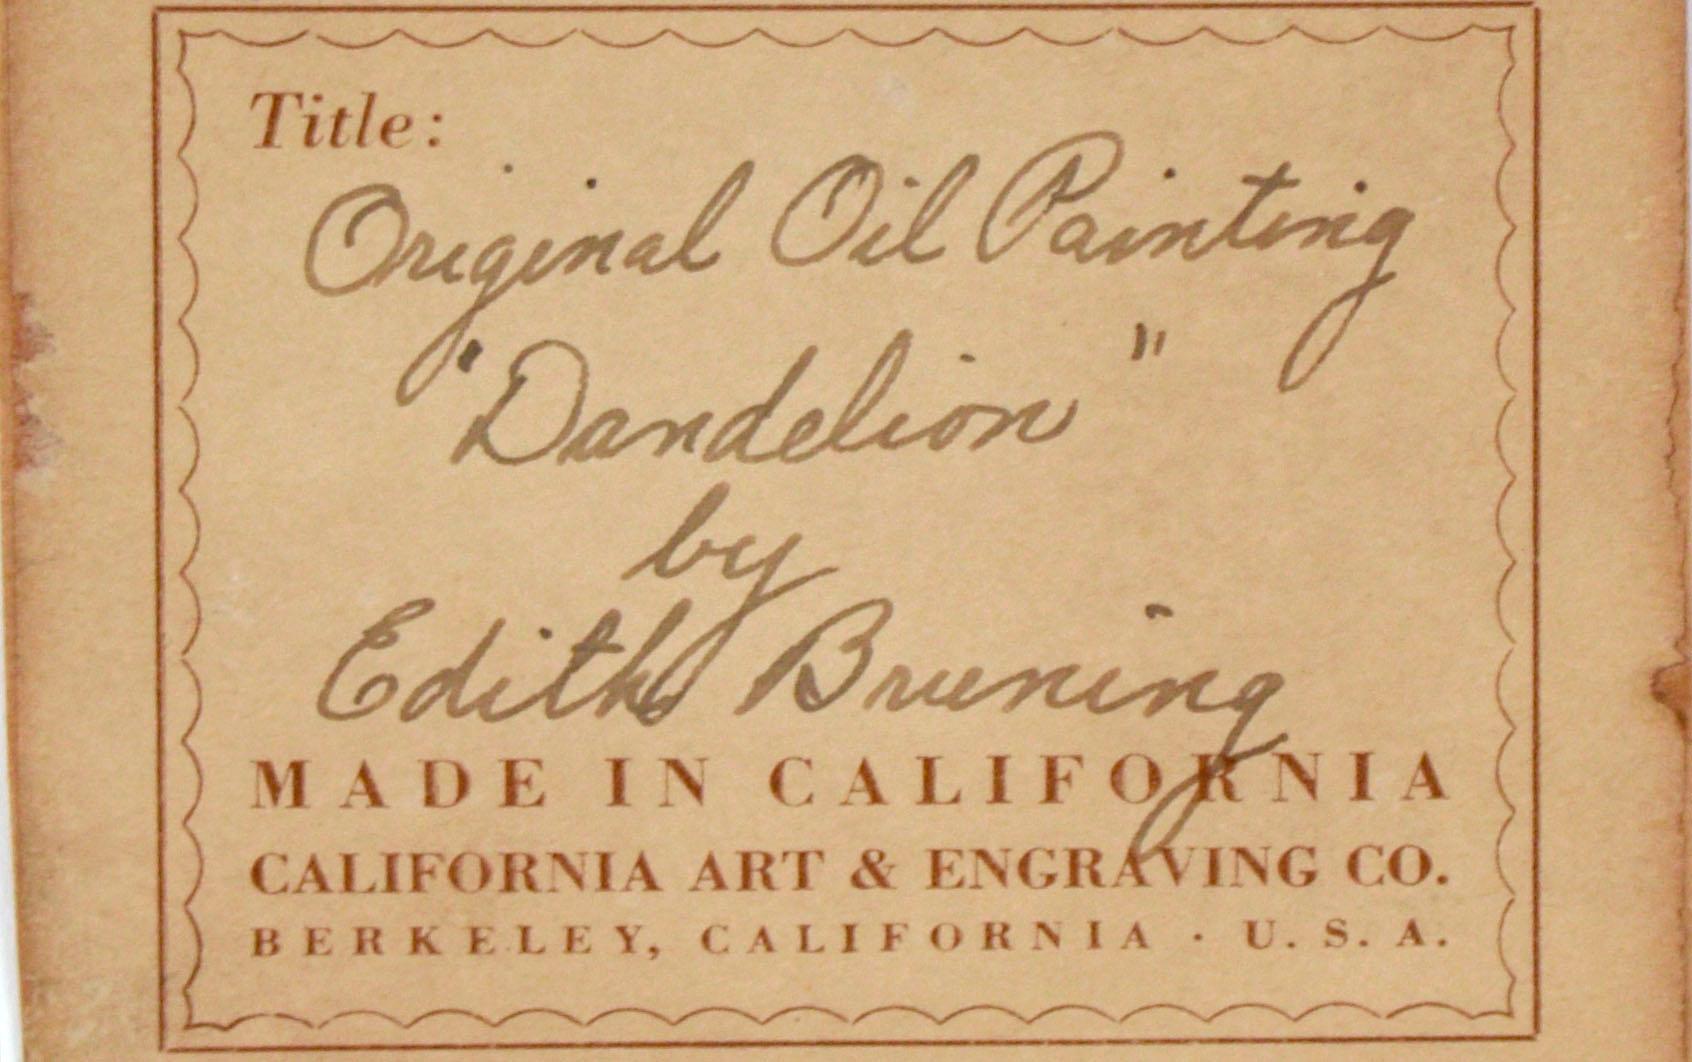 Title:
Original Oil Painting
"Dandelion"
by
Edith Bruning
MADE IN CALIFORNIA
CALIFORNIA ART & ENGRAVING CO.
BERKELEY, CALIFORNIA · U. S. A.